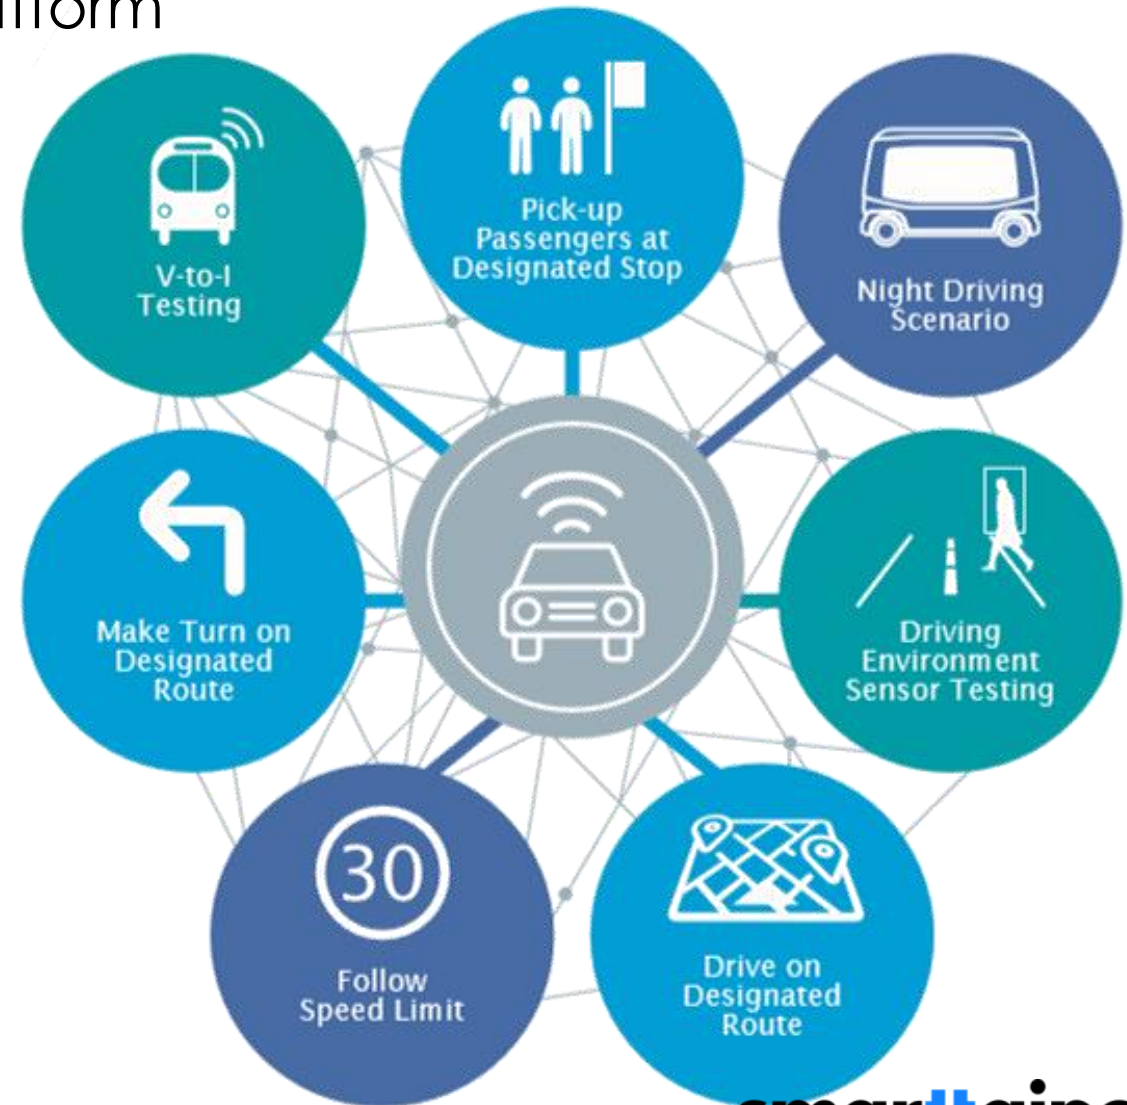 V-to-I
Testing
Pick-up
Passengers at
Designated Stop
Night Driving
Scenario
Make Turn on
Designated
Route
Driving
Environment
Sensor Testing
30
Follow
Speed Limit
Drive on
Designated
Route